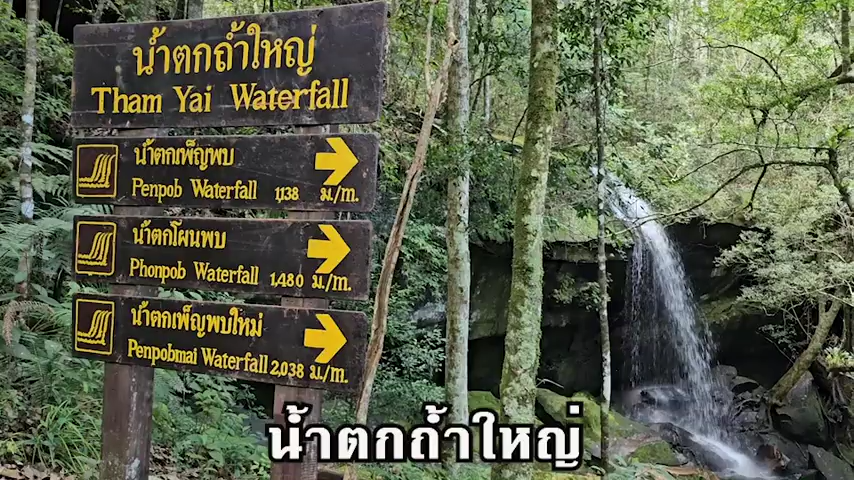 น้ำตกถ้ำใหญ่
Tham Yai Waterfall
น้ำตกเพ็ญพบ
Penpob Waterfall 1,138 ม./m.
น้ำตกโผนพบ
Phonpob Waterfall 1,480 ม./m.
น้ำตกเพ็ญพบใหม่
Penpobmai Waterfall 2,038 ม./m.
น้ำตกถ้ำใหญ่